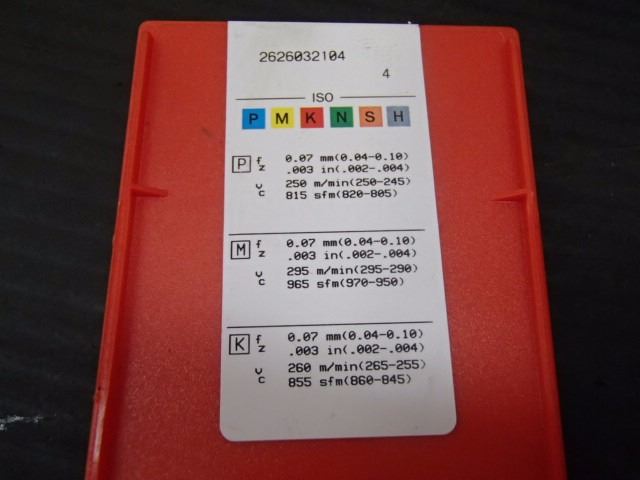 2626032104
4
ISO
P M K N S H
P f z 0.07 mm(0.04-0.10)
.003 in(.002-.004)
v c 250 m/min(250-245)
815 sfm(820-805)
M f z 0.07 mm(0.04-0.10)
.003 in(.002-.004)
v c 295 m/min(295-290)
965 sfm(970-950)
K f z 0.07 mm(0.04-0.10)
.003 in(.002-.004)
v c 260 m/min(265-255)
855 sfm(860-845)